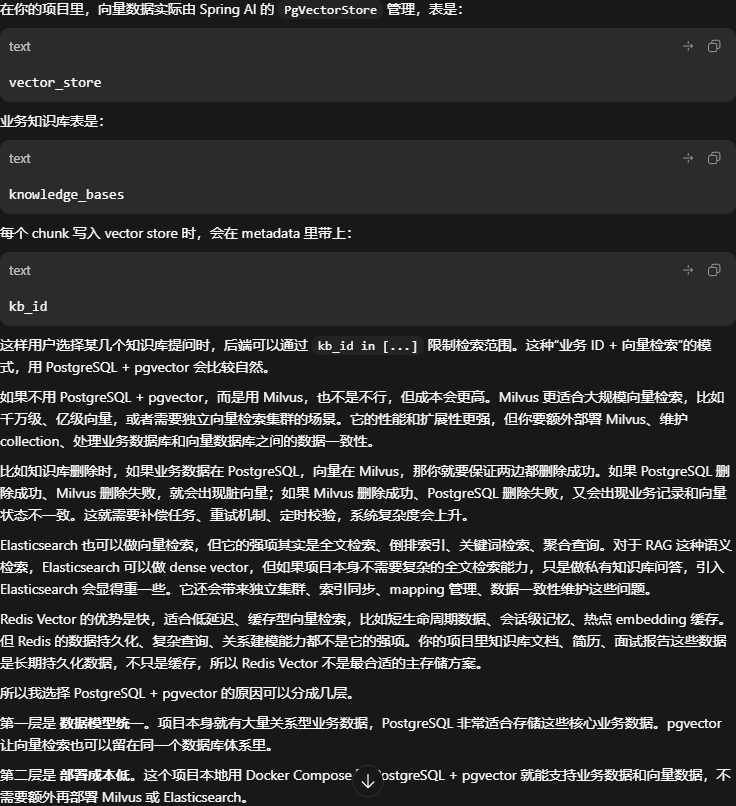 在你的项目里，向量数据实际由 Spring AI 的 PgVectorStore 管理，表是：
text
vector_store
业务知识库表是：
text
knowledge_bases
每个 chunk 写入 vector store 时，会在 metadata 里带上：
text
kb_id
这样用户选择某几个知识库提问时，后端可以通过 kb_id in [...] 限制检索范围。这种“业务 ID + 向量检索”的模
式，用 PostgreSQL + pgvector 会比较自然。
如果不用 PostgreSQL + pgvector，而是用 Milvus，也不是不行，但成本会更高。Milvus 更适合大规模向量检索，比如
千万级、亿级向量，或者需要独立向量检索集群的场景。它的性能和扩展性更强，但你要额外部署 Milvus、维护
collection、处理业务数据库和向量数据库之间的数据一致性。
比如知识库删除时，如果业务数据在 PostgreSQL，向量在 Milvus，那你就要保证两边都删除成功。如果 PostgreSQL 删
除成功、Milvus 删除失败，就会出现脏向量；如果 Milvus 删除成功、PostgreSQL 删除失败，又会出现业务记录和向量
状态不一致。这就需要补偿任务、重试机制、定时校验，系统复杂度会上升。
Elasticsearch 也可以做向量检索，但它的强项其实是全文检索、倒排索引、关键词检索、聚合查询。对于 RAG 这种语义
检索，Elasticsearch 可以做 dense vector，但如果项目本身不需要复杂的全文检索能力，只是做私有知识库问答，引入
Elasticsearch 会显得重一些。它还会带来独立集群、索引同步、mapping 管理、数据一致性维护这些问题。
Redis Vector 的优势是快，适合低延迟、缓存型向量检索，比如短生命周期数据、会话级记忆、热点 embedding 缓存。
但 Redis 的数据持久化、复杂查询、关系建模能力都不是它的强项。你的项目里知识库文档、简历、面试报告这些数据
是长期持久化数据，不只是缓存，所以 Redis Vector 不是最合适的主存储方案。
所以我选择 PostgreSQL + pgvector 的原因可以分成几层。
第一层是 数据模型统一。项目本身就有大量关系型业务数据，PostgreSQL 非常适合存储这些核心业务数据。pgvector
让向量检索也可以留在同一个数据库体系里。
第二层是 部署成本低。这个项目本地用 Docker Compose PostgreSQL + pgvector 就能支持业务数据和向量数据，不
需要额外再部署 Milvus 或 Elasticsearch。